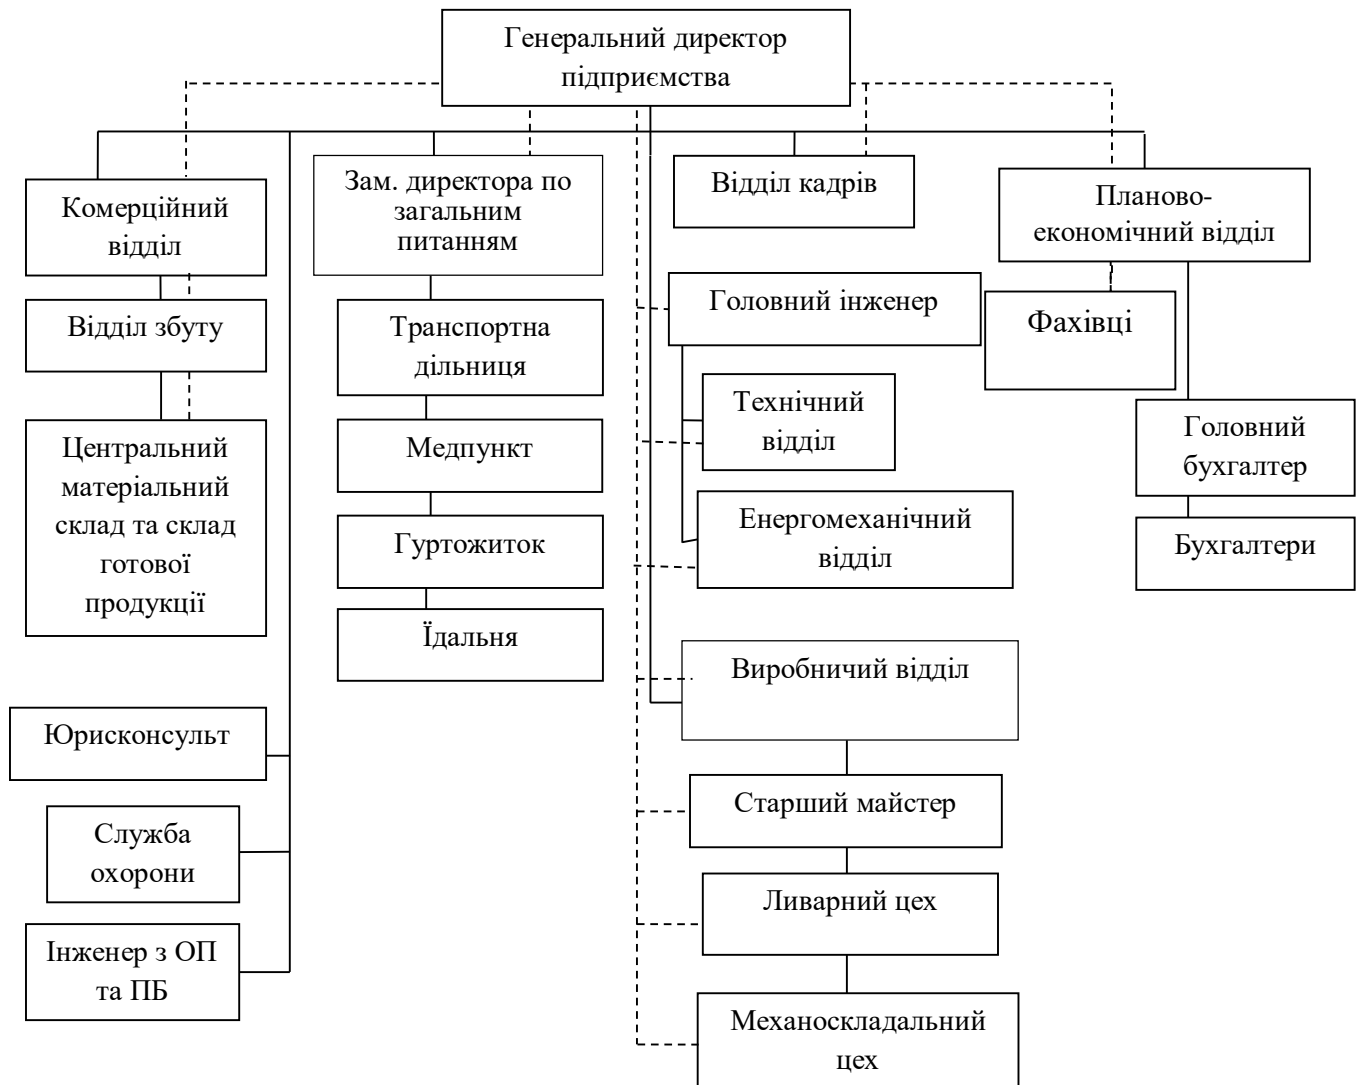 Генеральний директор
підприємства
Комерційний
відділ
Зам. директора по
загальним
питанням
Відділ кадрів
Планово-
економічний відділ
Відділ збуту
Транспортна
дільниця
Головний інженер
Фахівці
Центральний
матеріальний
склад та склад
готової
продукції
Медпункт
Технічний
відділ
Головний
бухгалтер
Гуртожиток
Енергомеханічний
відділ
Бухгалтери
Їдальня
Виробничий відділ
Юрисконсульт
Старший майстер
Служба
охорони
Ливарний цех
Інженер з ОП
та ПБ
Механоскладальний
цех